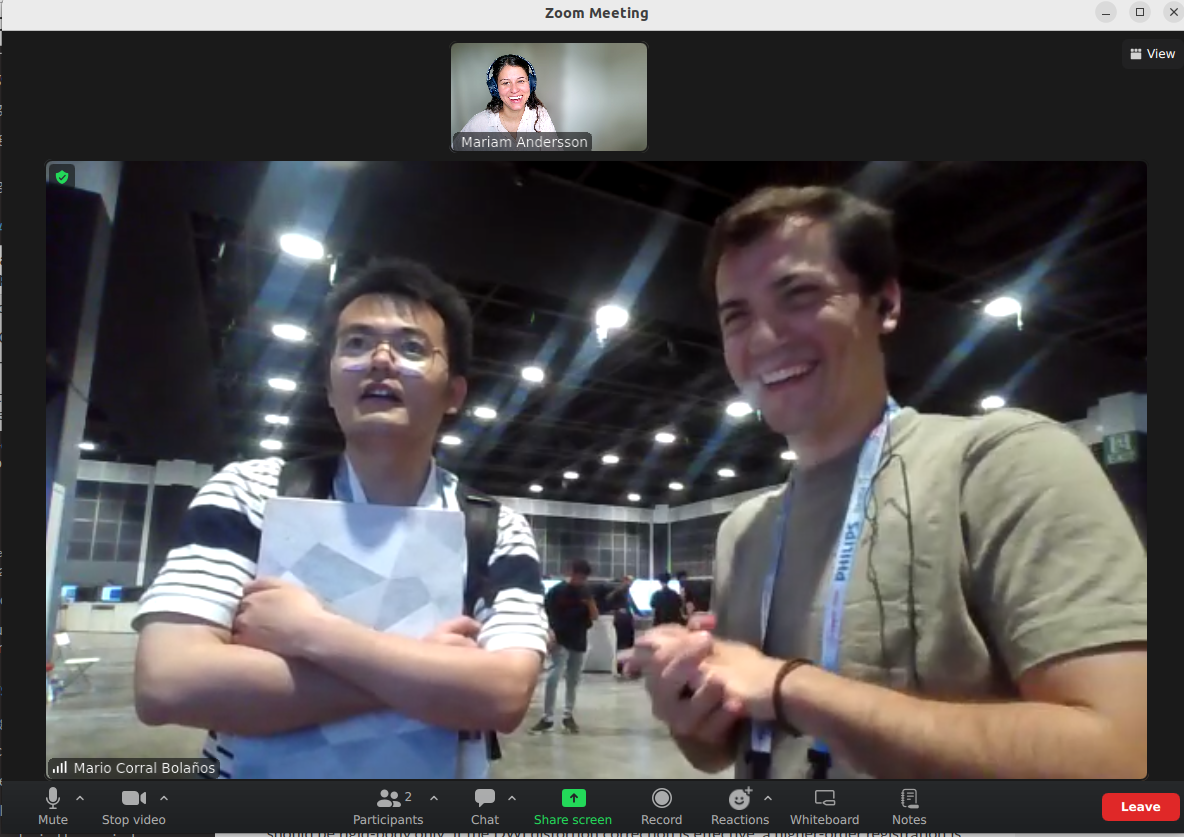 Zoom Meeting
View
Mariam Andersson
PHILIPS
Mario Corral Bolaños
2
Mute
Stop video
Participants
Chat
Share screen
Record
Reactions
Whiteboard
Notes
Leave